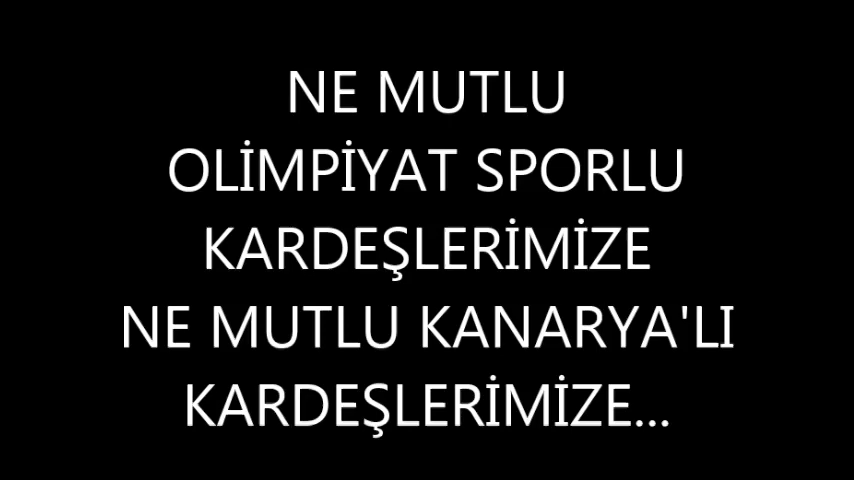 NE MUTLU
OLİMPİYAT SPORLU
KARDEŞLERİMİZE
NE MUTLU KANARYA'LI
KARDEŞLERİMİZE...